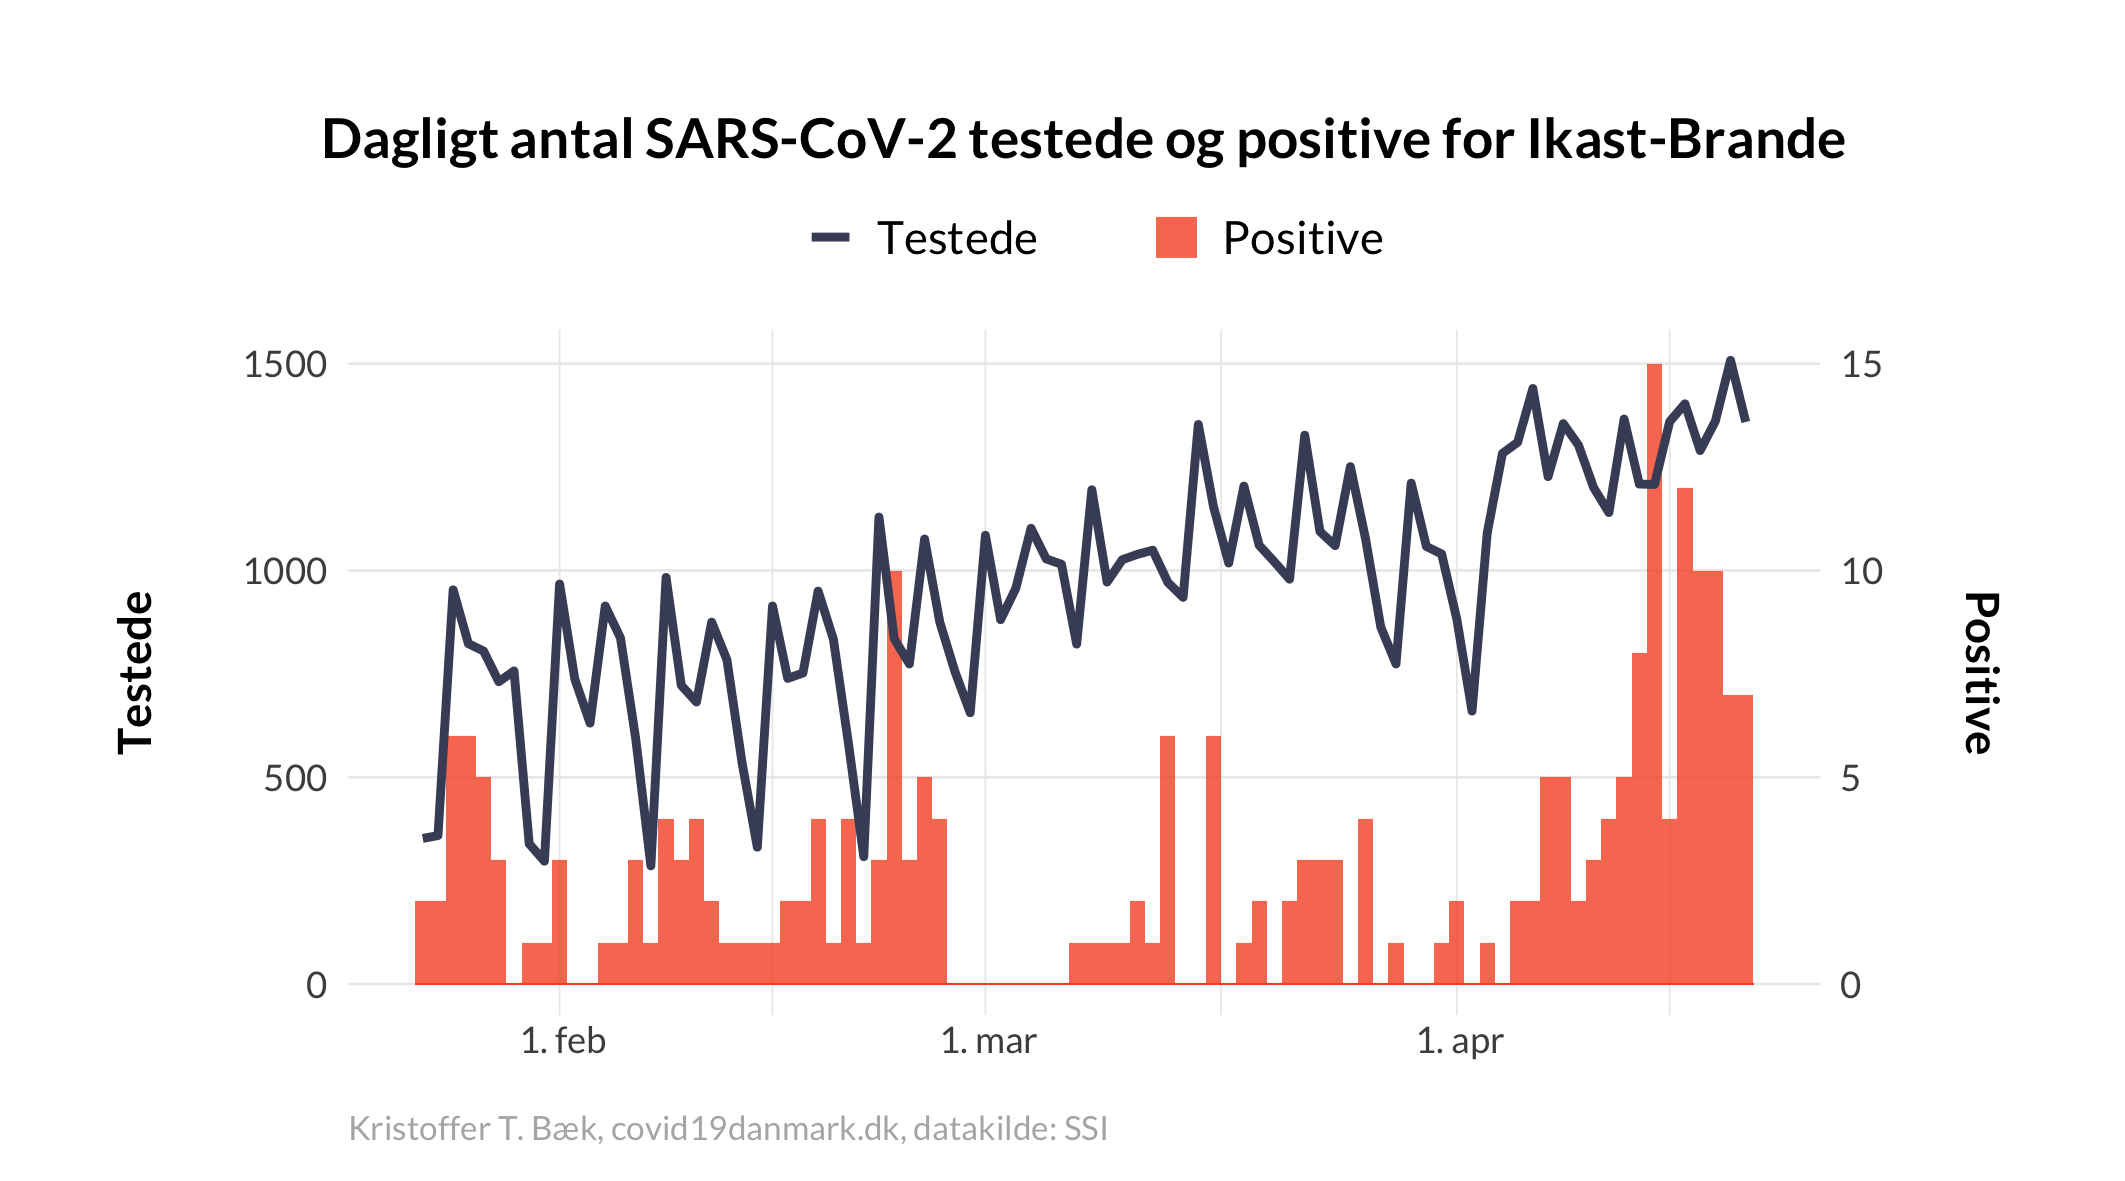 Dagligt antal SARS-CoV-2 testede og positive for Ikast-Brande
Testede
Positive
1500
1000
500
0
15
10
5
0
Testede
Positive
1. feb
1. mar
1. apr
Kristoffer T. Bæk, covid19danmark.dk, datakilde: SSI